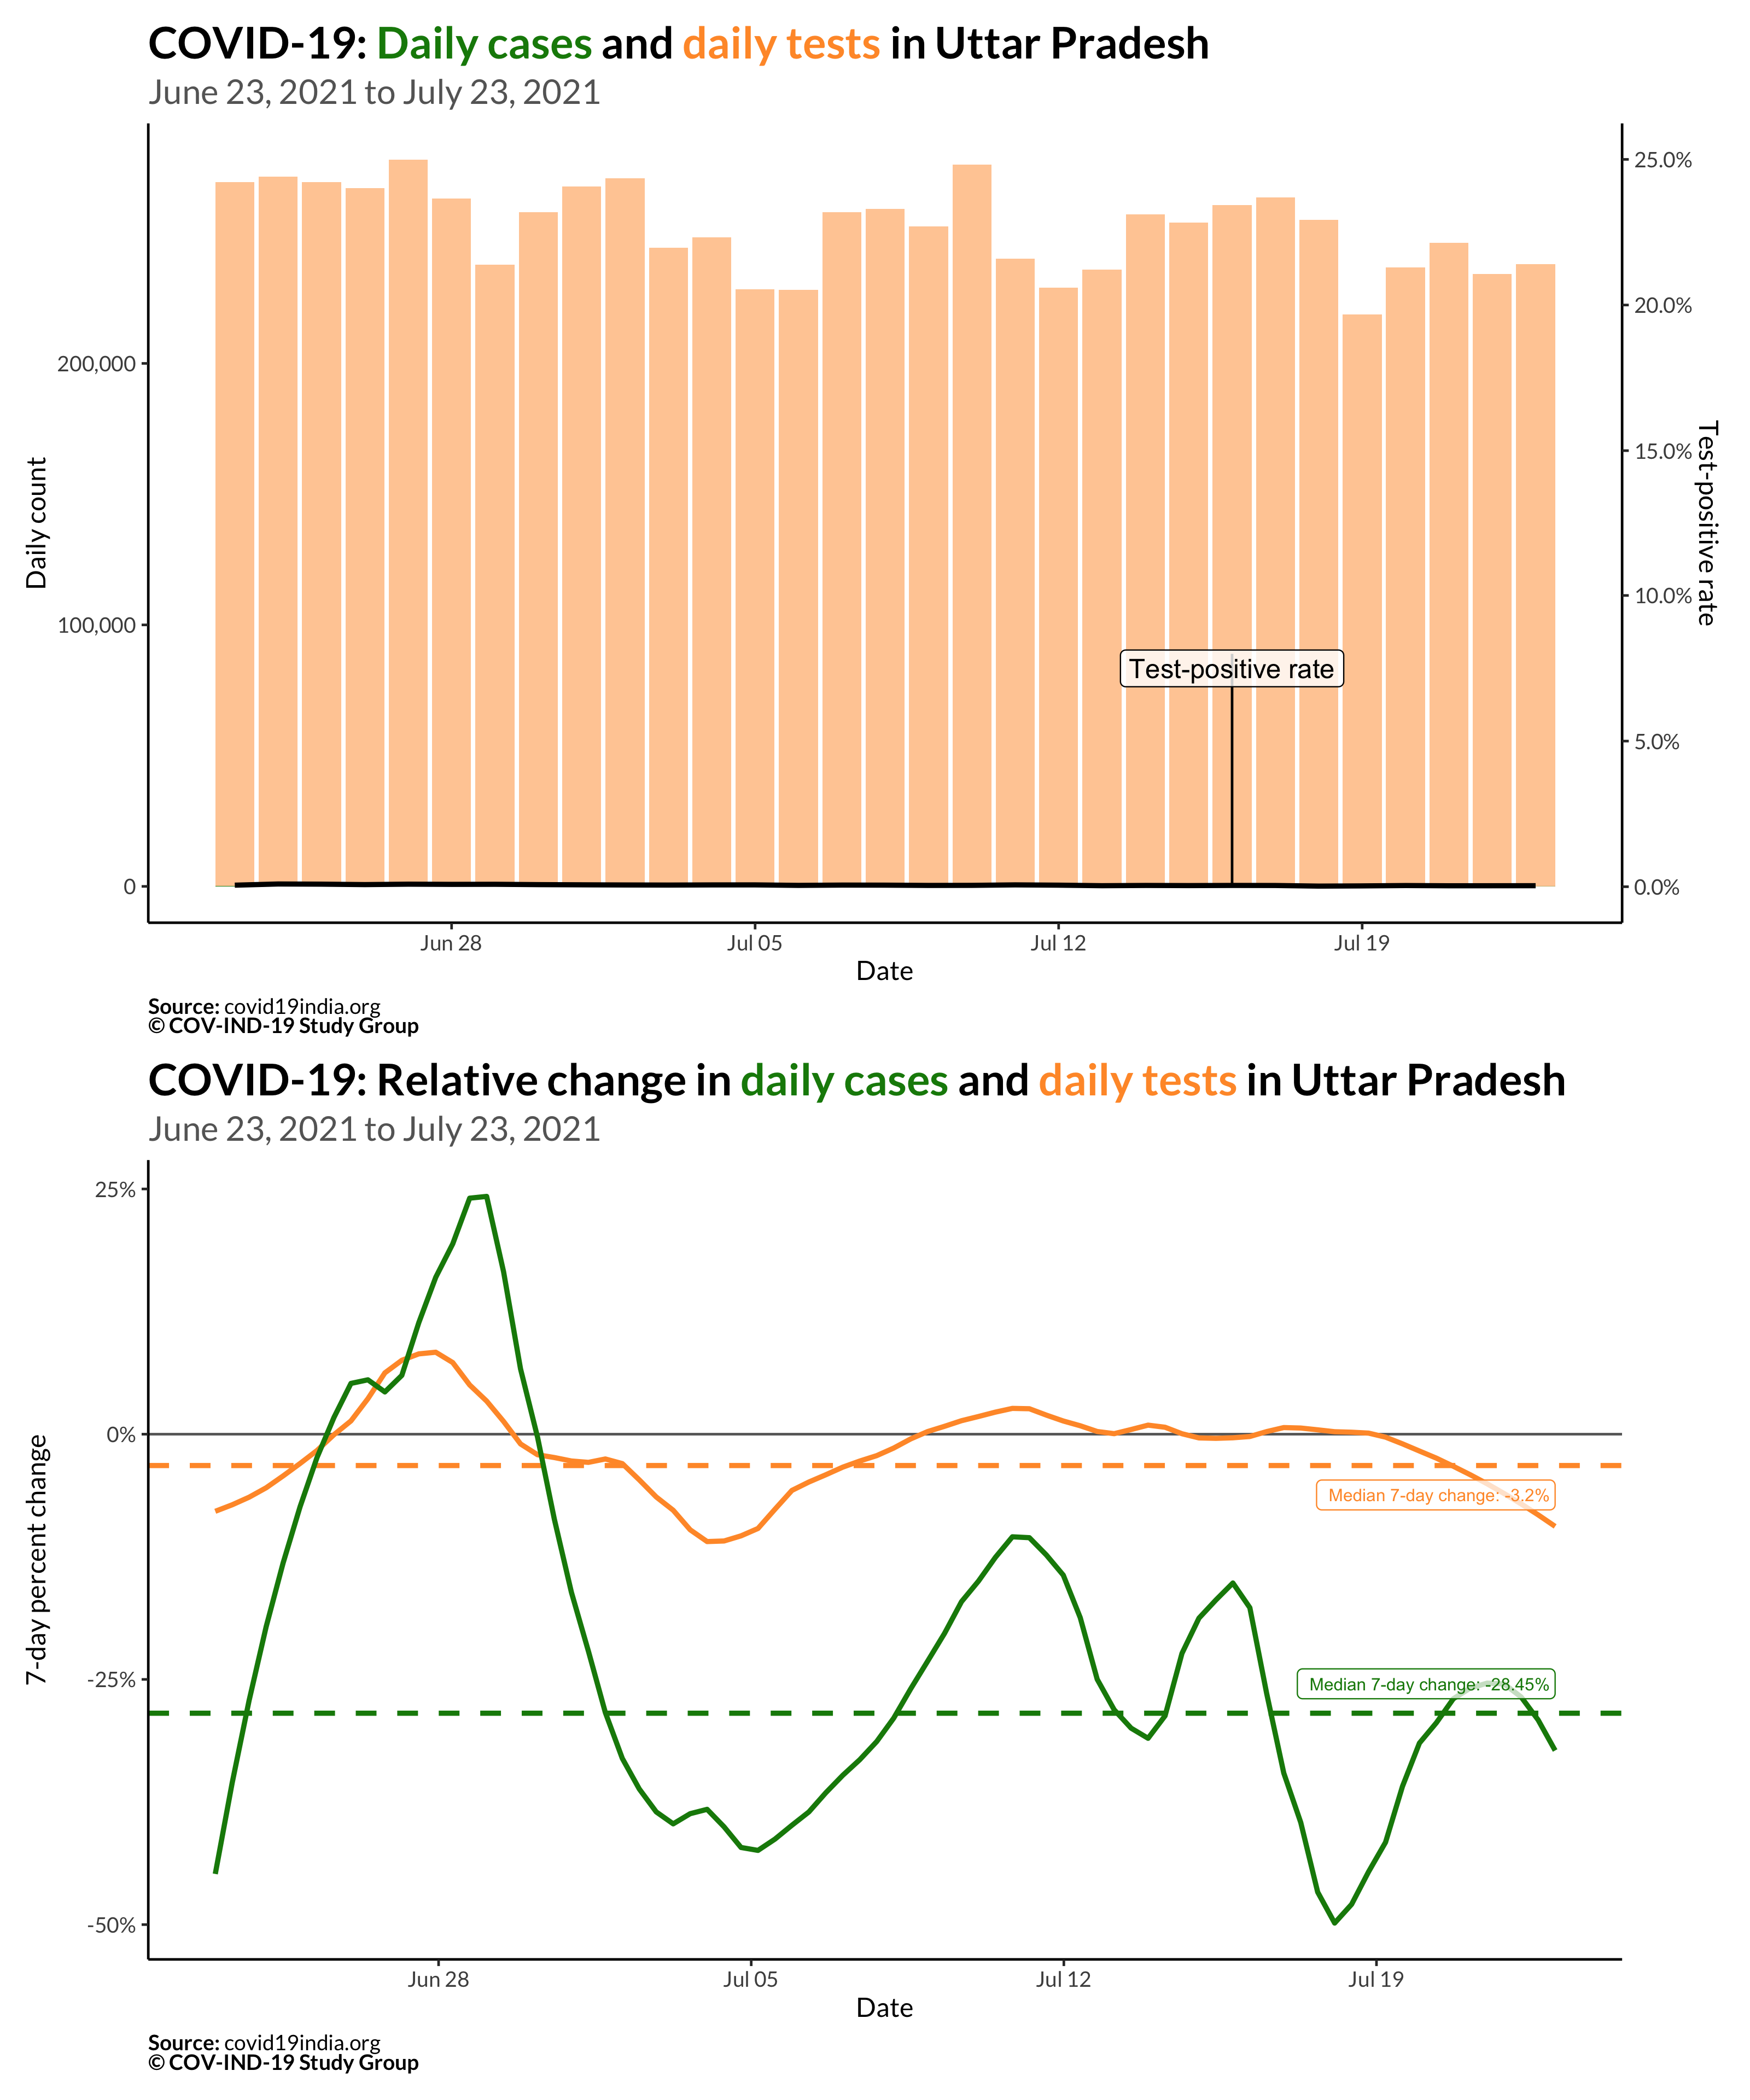 COVID-19: Daily cases and daily tests in Uttar Pradesh
June 23, 2021 to July 23, 2021
Daily count
200,000
100,000
0
25.0%
20.0%
15.0%
10.0%
5.0%
0.0%
Test-positive rate
Test-positive rate
Jun 28
Jul 05
Jul 12
Jul 19
Date
Source: covid19india.org
© COV-IND-19 Study Group
COVID-19: Relative change in daily cases and daily tests in Uttar Pradesh
June 23, 2021 to July 23, 2021
7-day percent change
25%
0%
-25%
-50%
Median 7-day change: -3.2%
Median 7-day change: -28.45%
Jun 28
Jul 05
Jul 12
Jul 19
Date
Source: covid19india.org
© COV-IND-19 Study Group